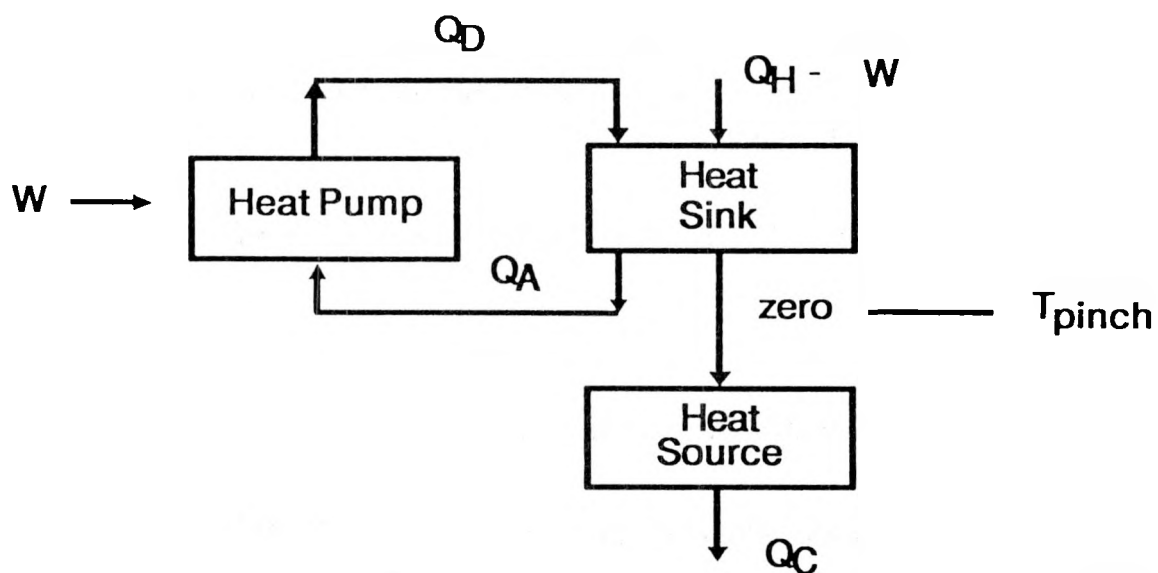 QD
QH - W
Heat Pump
Heat
Sink
W
QA
zero
Tpinch
Heat
Source
QC